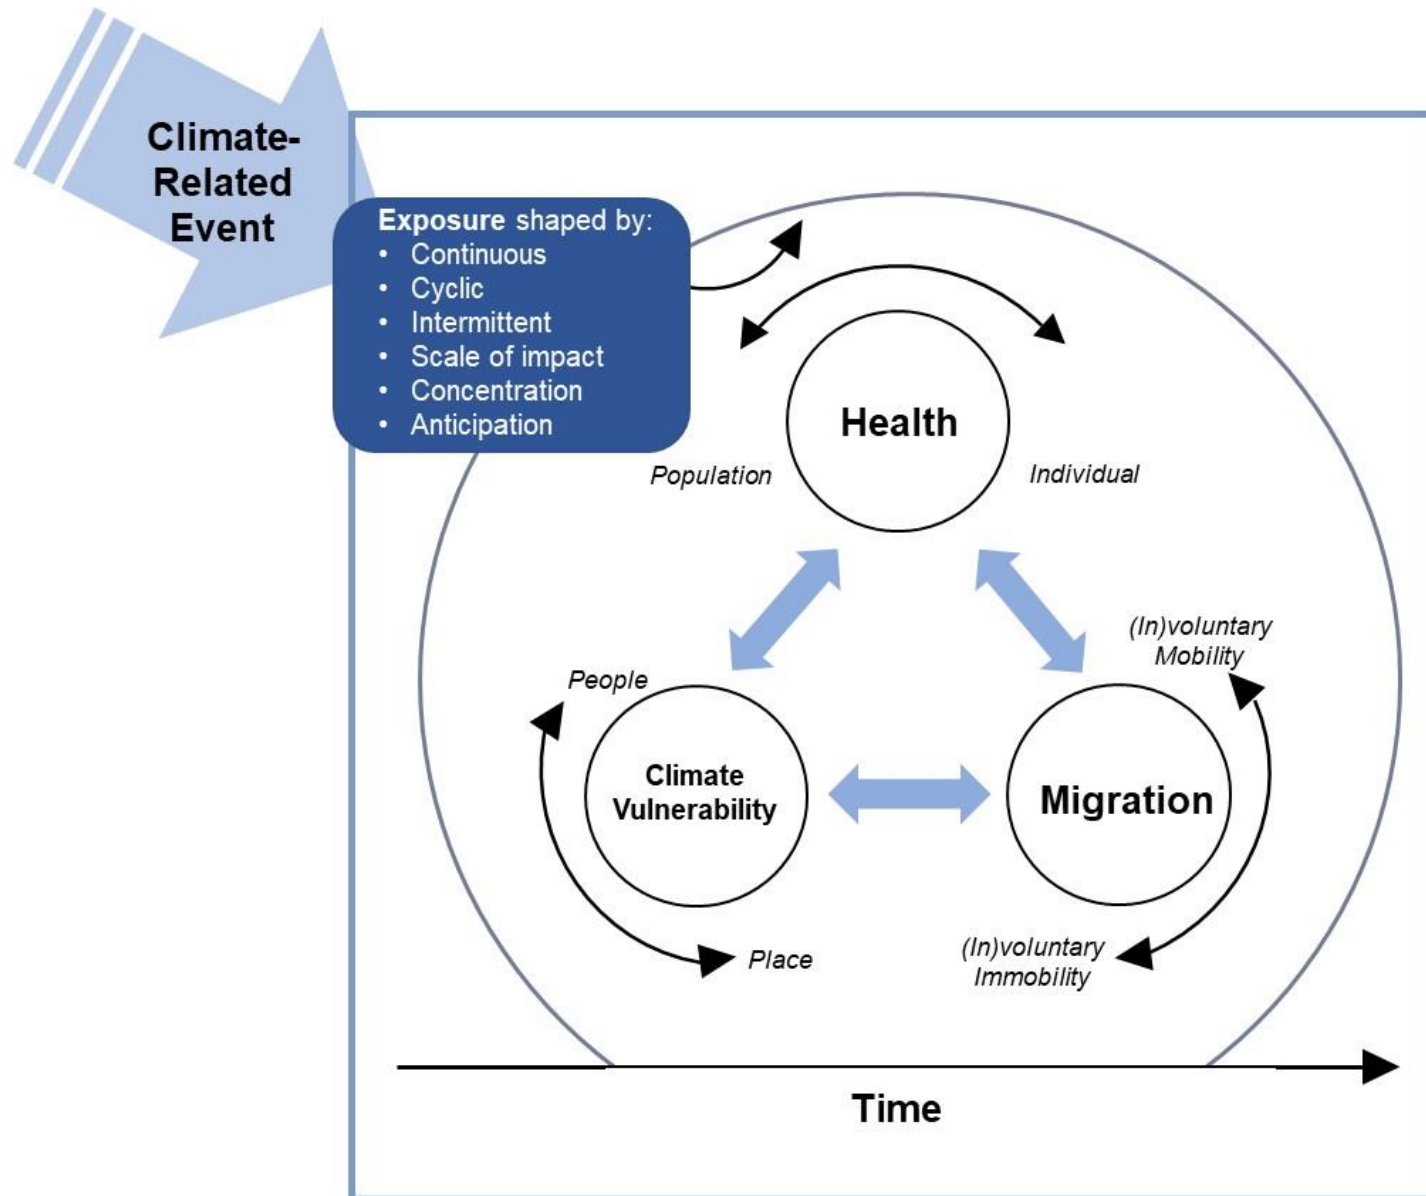 Climate-
Related
Event
Exposure shaped by:
• Continuous
• Cyclic
• Intermittent
• Scale of impact
• Concentration
• Anticipation
Health
Population
Individual
(In)voluntary
Mobility
People
Climate
Vulnerability
Migration
Place
(In)voluntary
Immobility
Time